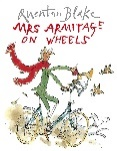 Quentin Blake
MRS ARMITAGE
ON WHEELS